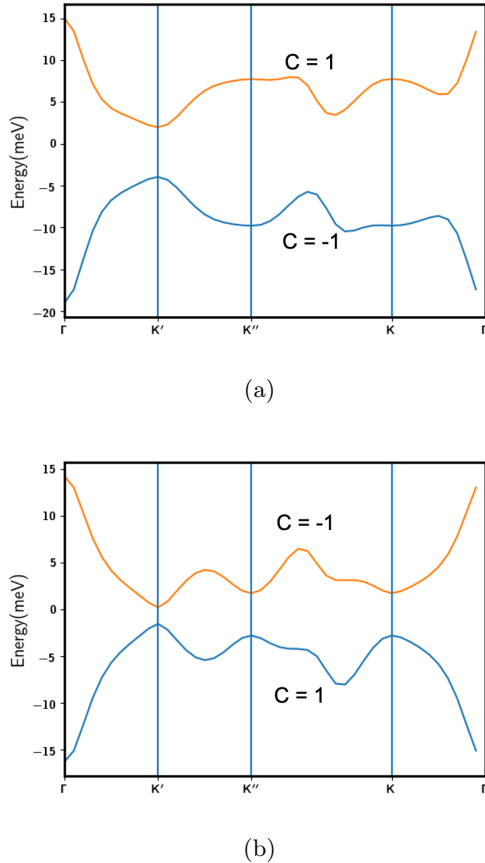 15
10
5
0
−5
−10
−15
−20
Energy(meV)
C = 1
C = -1
Γ K′ K′′ K Γ
(a)
15
10
5
0
−5
−10
−15
Energy(meV)
C = -1
C = 1
Γ K′ K′′ K Γ
(b)